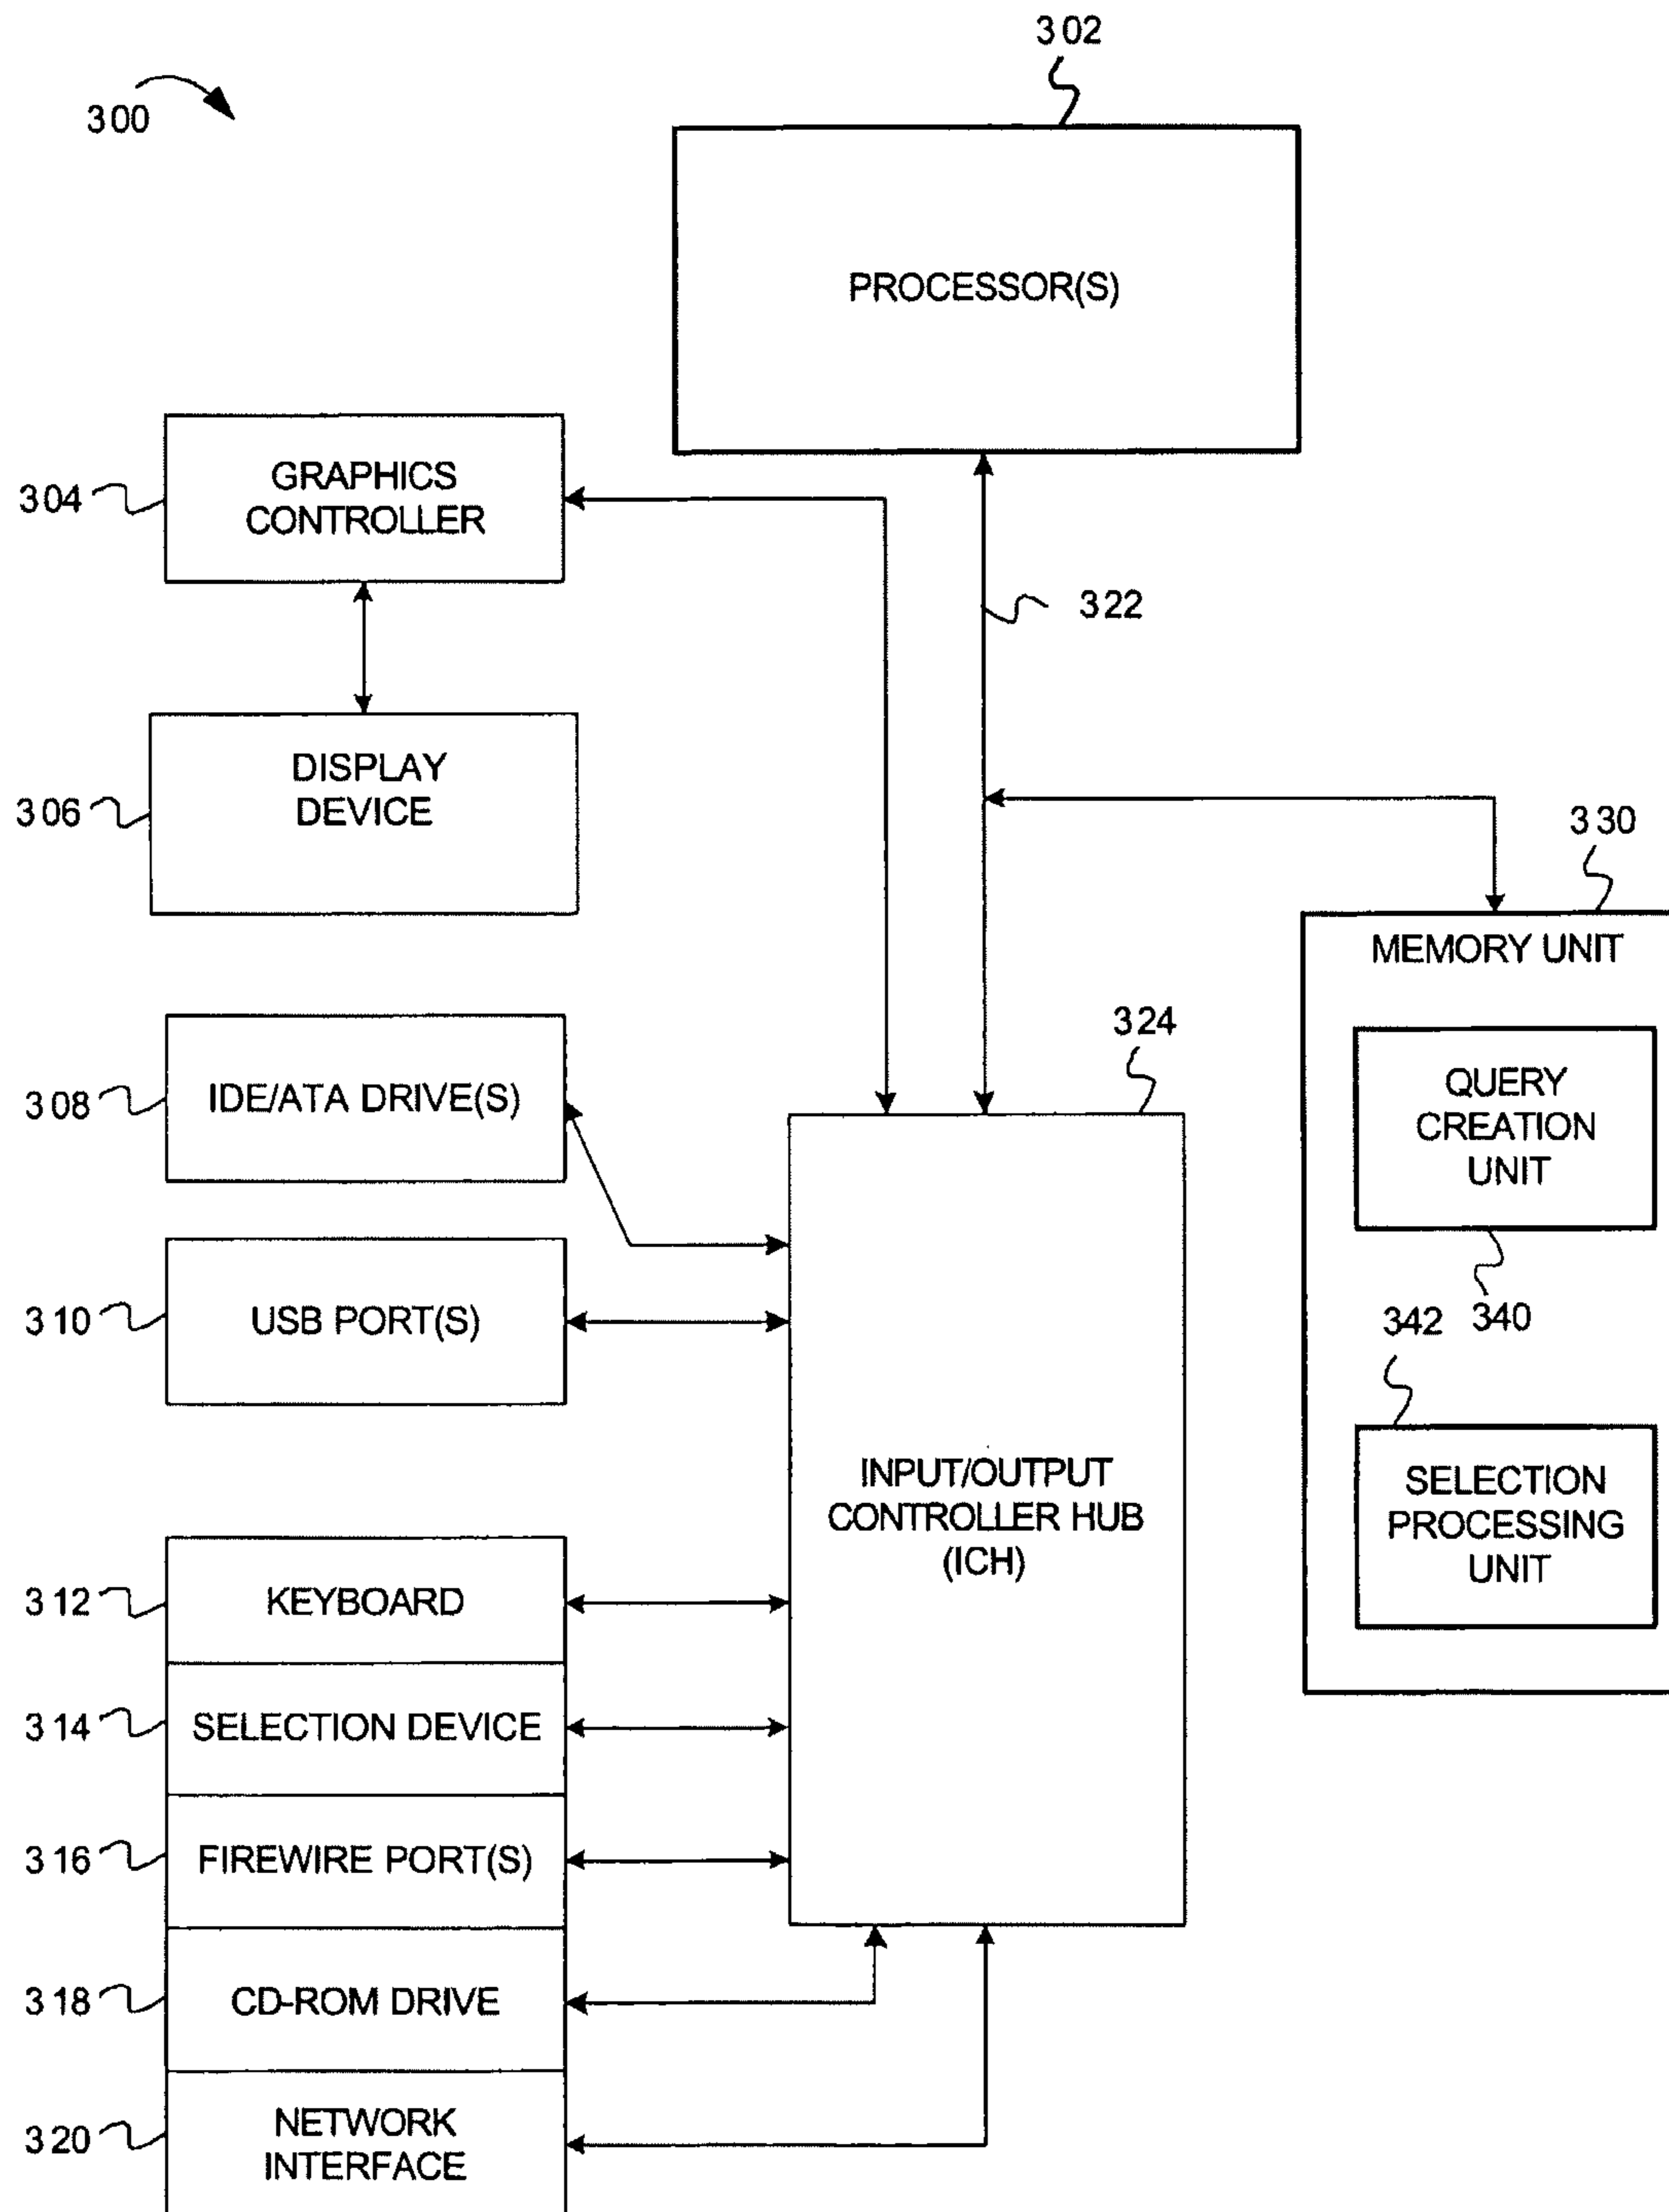 302
300
PROCESSOR(S)
304
GRAPHICS
CONTROLLER
322
306
DISPLAY
DEVICE
330
MEMORY UNIT
324
308
IDE/ATA DRIVE(S)
QUERY
CREATION
UNIT
310
USB PORT(S)
342
340
INPUT/OUTPUT
CONTROLLER HUB
(ICH)
SELECTION
PROCESSING
UNIT
312
KEYBOARD
314
SELECTION DEVICE
316
FIREWIRE PORT(S)
318
CD-ROM DRIVE
320
NETWORK
INTERFACE